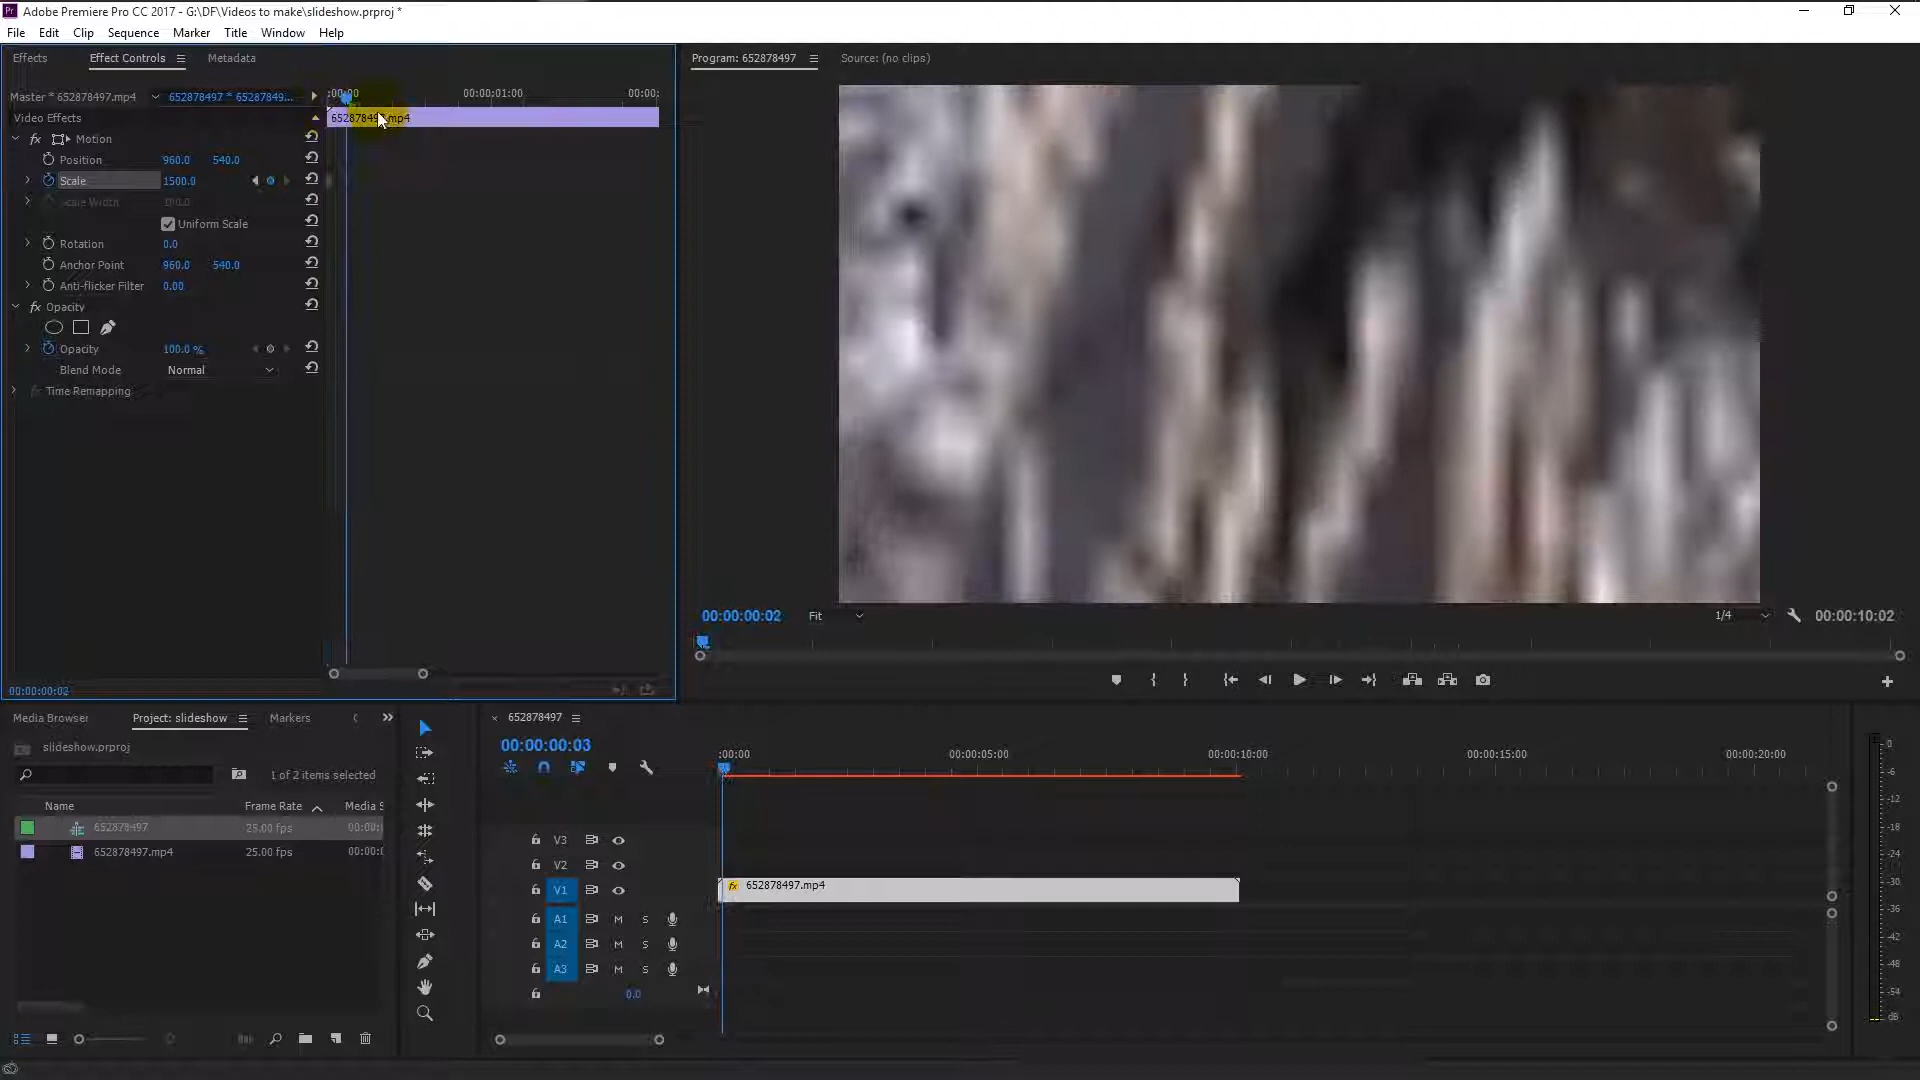 Adobe Premiere Pro CC 2017 - G:\DF\Videos to make\slideshow.prproj *
File Edit Clip Sequence Marker Title Window Help
Effects Effect Controls Metadata
Program: 652878497 Source: (no clips)
Master * 652878497.mp4 652878497 * 65287849...
:00:00 00:00:01:00 00:00:
Video Effects
652878497.mp4
fx Motion
Position 960.0 540.0
Scale 1500.0
Scale Width 100.0
Uniform Scale
Rotation 0.0
Anchor Point 960.0 540.0
Anti-flicker Filter 0.00
fx Opacity
Opacity 100.0 %
Blend Mode Normal
fx Time Remapping
00:00:00:02
00:00:00:02 Fit 1/4 00:00:10:02
Media Browser Project: slideshow Markers
slideshow.prproj
1 of 2 items selected
Name Frame Rate Media S
652878497 25.00 fps 00:00:0
652878497.mp4 25.00 fps 00:00:0
652878497
00:00:00:03
:00:00 00:00:05:00 00:00:10:00 00:00:15:00 00:00:20:00
V3
V2
V1
fx 652878497.mp4
A1 M S
A2 M S
A3 M S
0.0
0
-6
-12
-18
-24
-30
-36
-42
-48
-54
dB